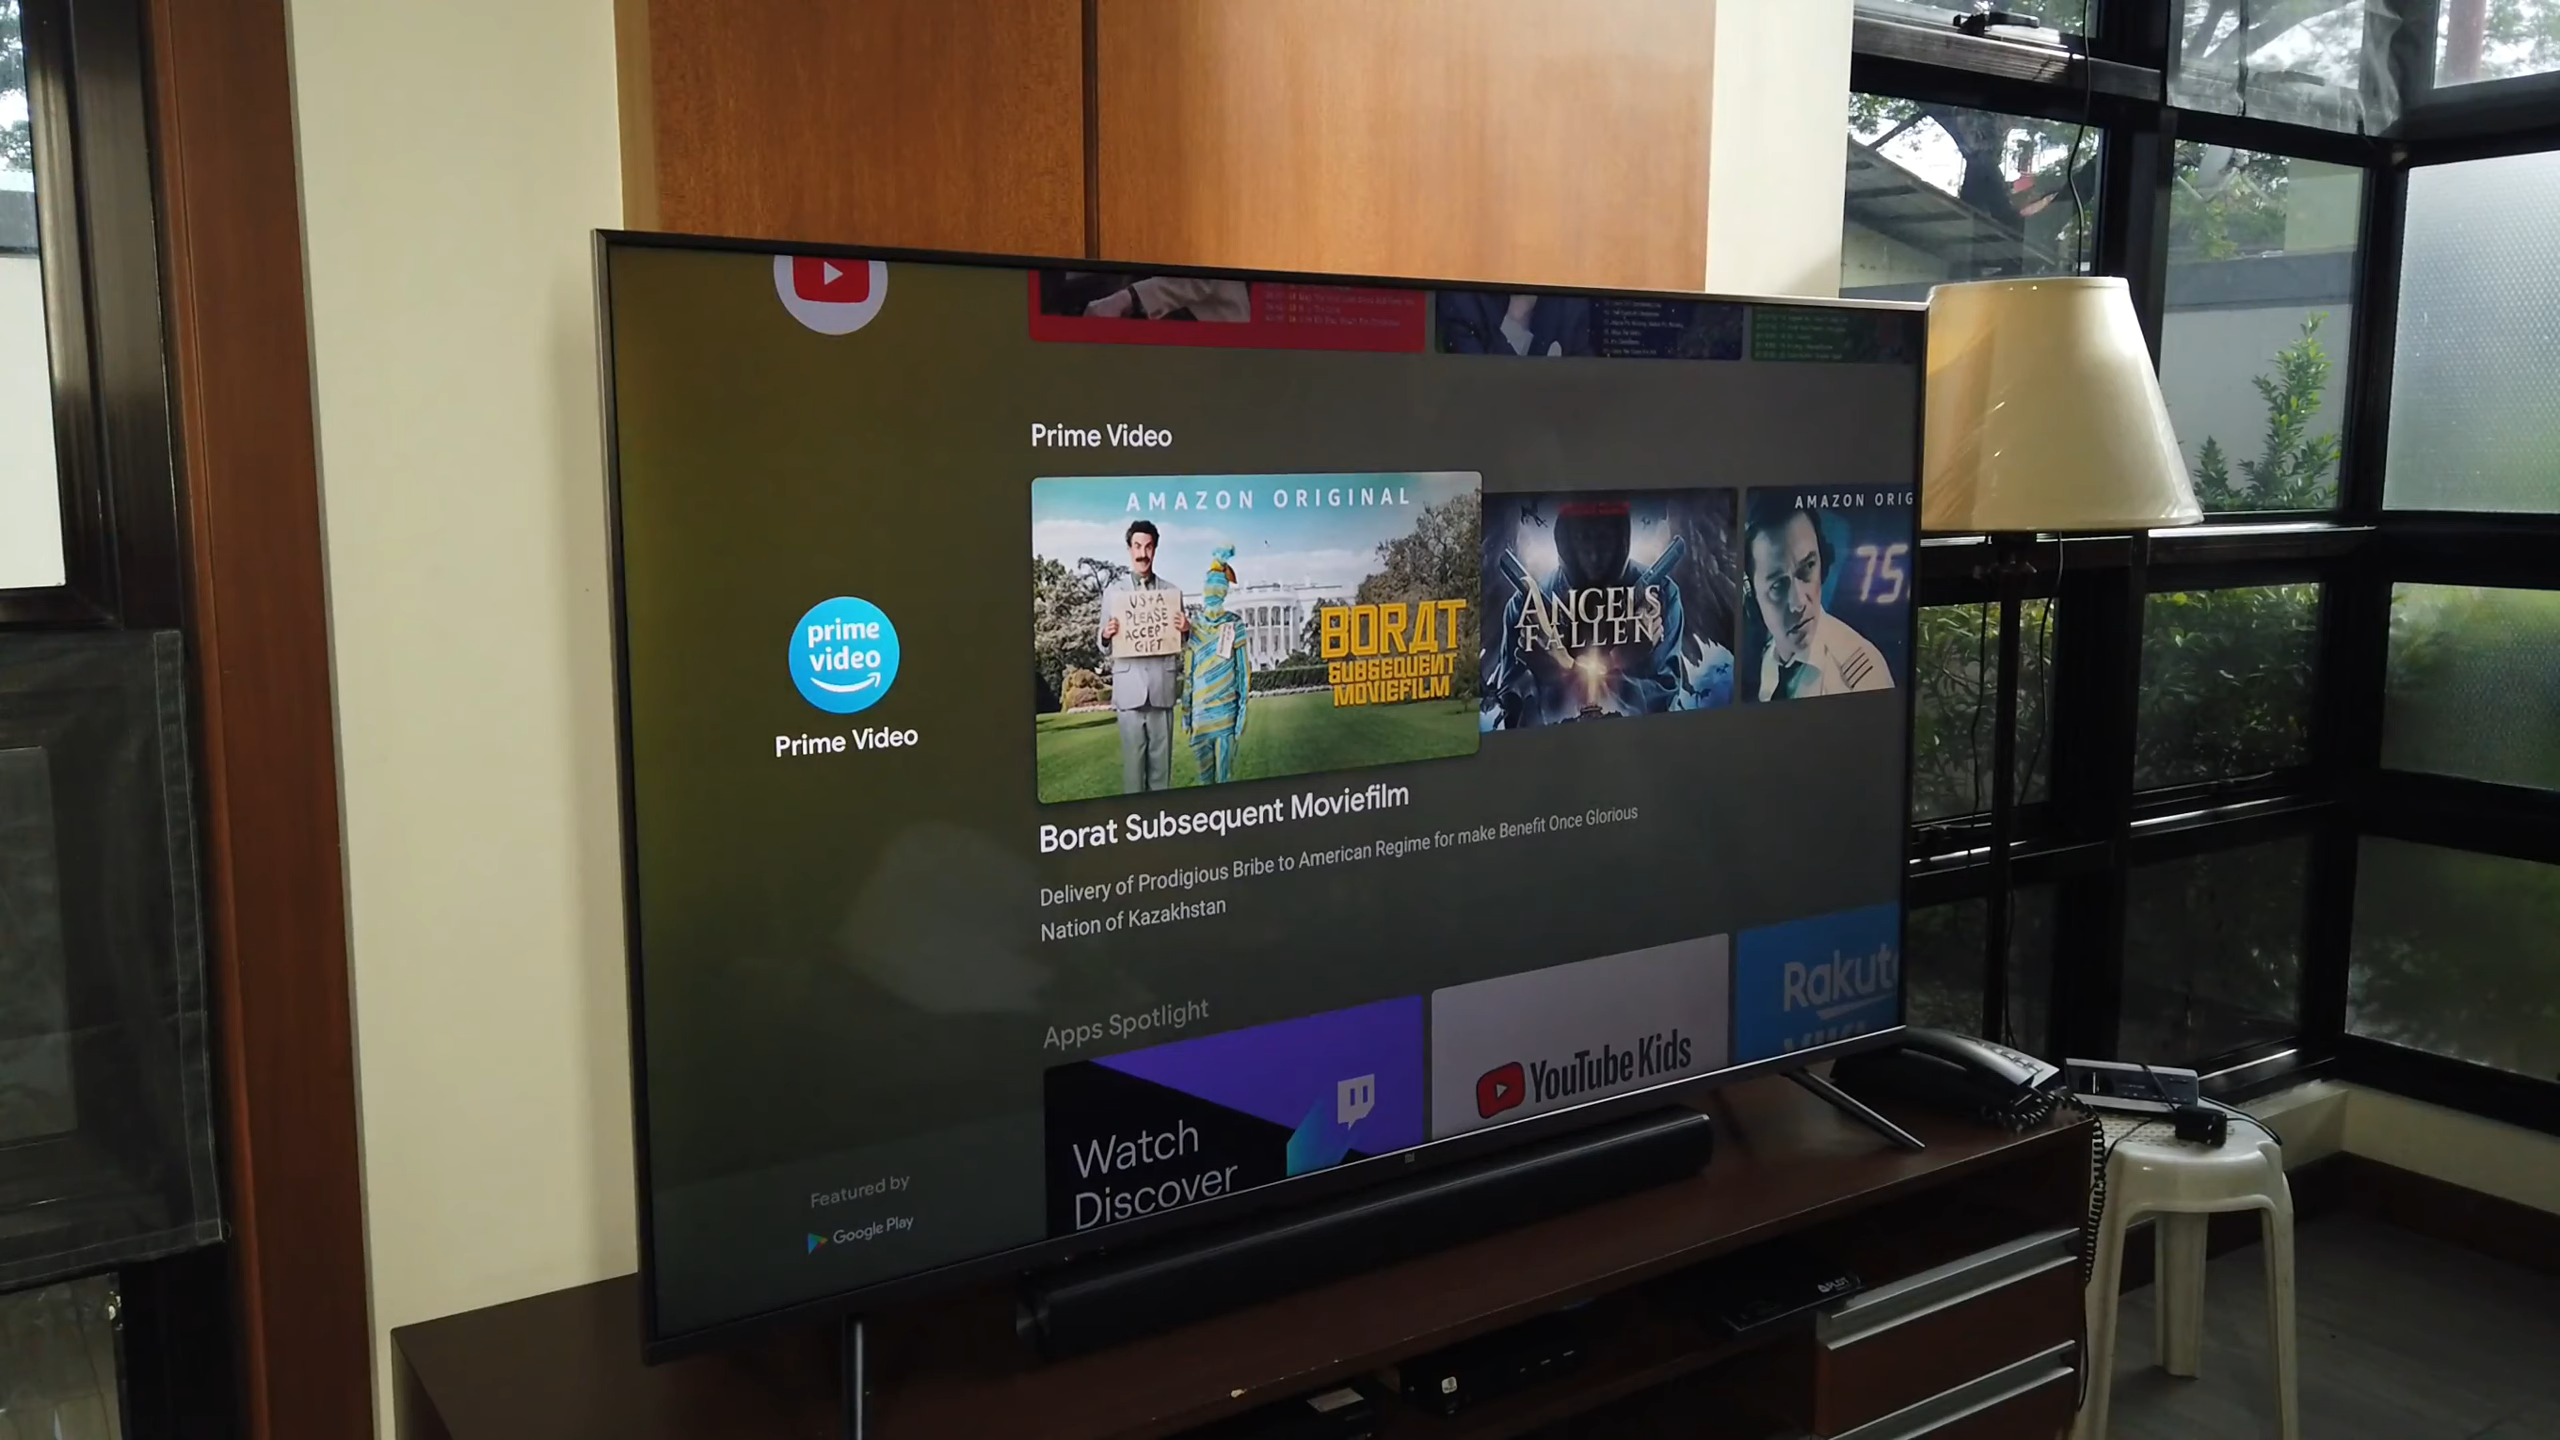 Prime Video
AMAZON ORIGINAL
US+A
PLEASE
ACCEPT
GIFT
BORAT
SUBSEQUENT
MOVIEFILM
ANGELS
FALLEN
AMAZON ORIG
75
prime
video
Prime Video
Borat Subsequent Moviefilm
Delivery of Prodigious Bribe to American Regime for make Benefit Once Glorious
Nation of Kazakhstan
Apps Spotlight
Watch
Discover
YouTube Kids
Rakut
Featured by
Google Play